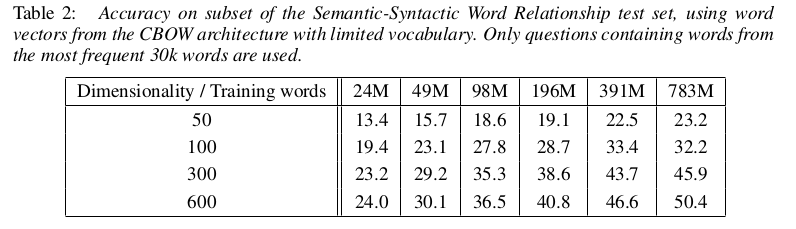 Table 2: Accuracy on subset of the Semantic-Syntactic Word Relationship test set, using word
vectors from the CBOW architecture with limited vocabulary. Only questions containing words from
the most frequent 30k words are used.
Dimensionality / Training words 24M 49M 98M 196M 391M 783M
50 13.4 15.7 18.6 19.1 22.5 23.2
100 19.4 23.1 27.8 28.7 33.4 32.2
300 23.2 29.2 35.3 38.6 43.7 45.9
600 24.0 30.1 36.5 40.8 46.6 50.4